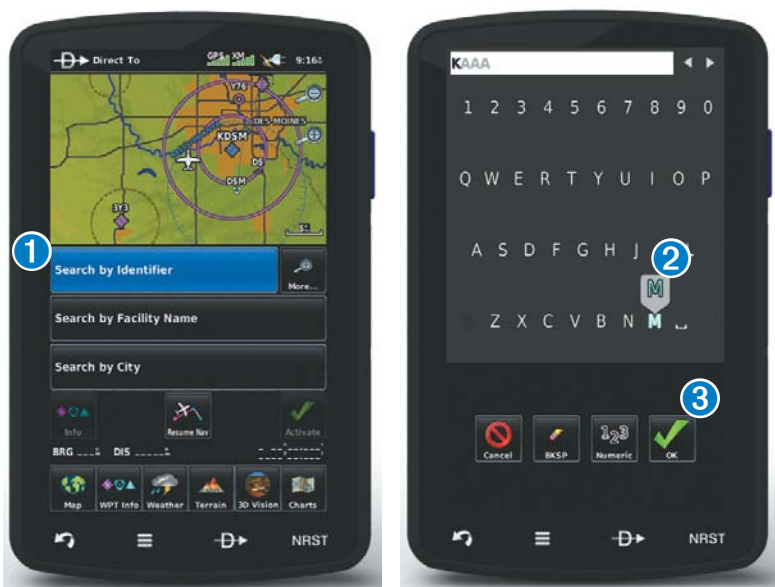 Direct To GPS XM 9:16
Y76
DES MOINES
KDSM
DS
DSM
3Y3
1
Search by Identifier
More...
Search by Facility Name
Search by City
Info Resume Nav Activate
BRG DIS
Map WPT Info Weather Terrain 3D Vision Charts
NRST
KAAA
1 2 3 4 5 6 7 8 9 0
Q W E R T Y U I O P
A S D F G H J
2
M
Z X C V B N M
3
Cancel BKSP Numeric OK
123
NRST